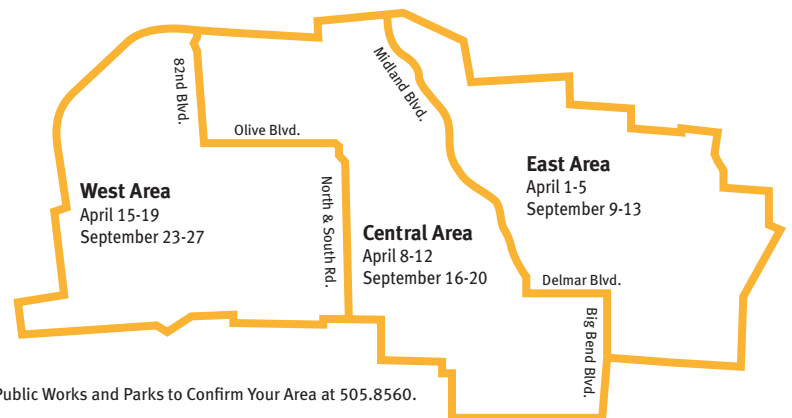 82nd Blvd.
Olive Blvd.
Midland Blvd.
West Area
April 15-19
September 23-27
North & South Rd.
Central Area
April 8-12
September 16-20
East Area
April 1-5
September 9-13
Delmar Blvd.
Big Bend Blvd.
Public Works and Parks to Confirm Your Area at 505.8560.